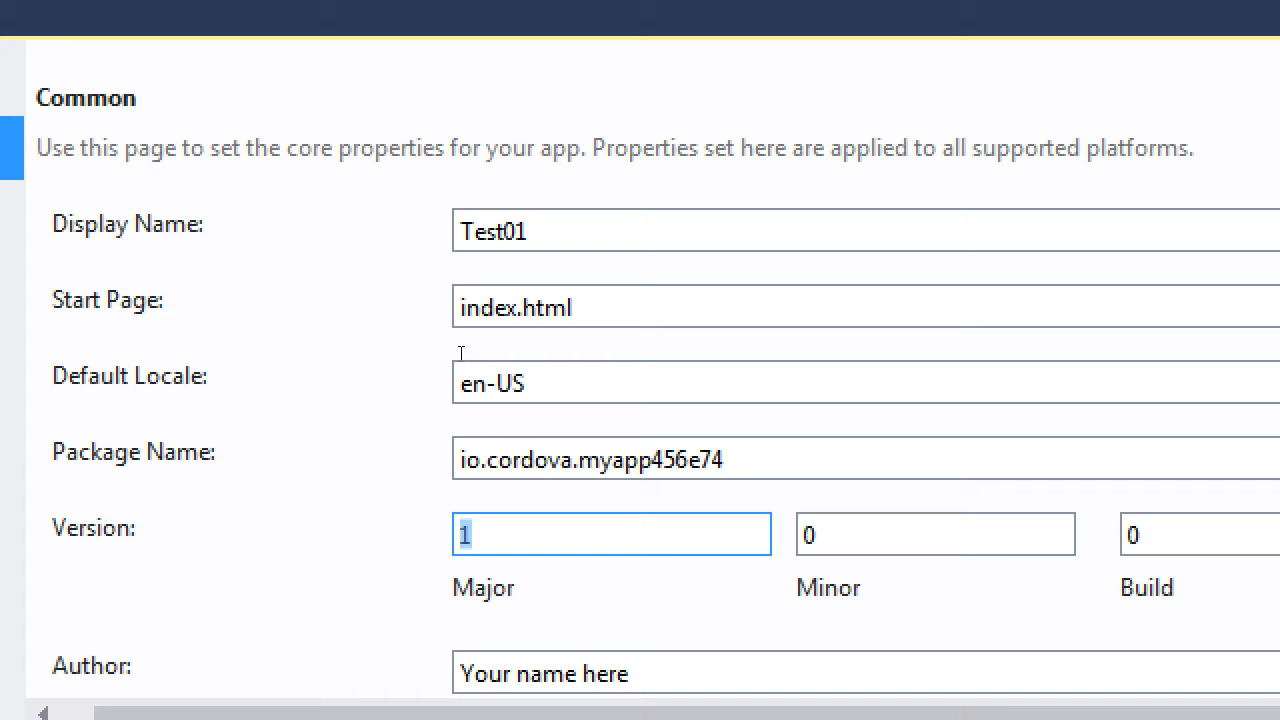 Common
Use this page to set the core properties for your app. Properties set here are applied to all supported platforms.
Display Name: Test01
Start Page: index.html
Default Locale: en-US
Package Name: io.cordova.myapp456e74
Version: 1 0 0
Major Minor Build
Author: Your name here